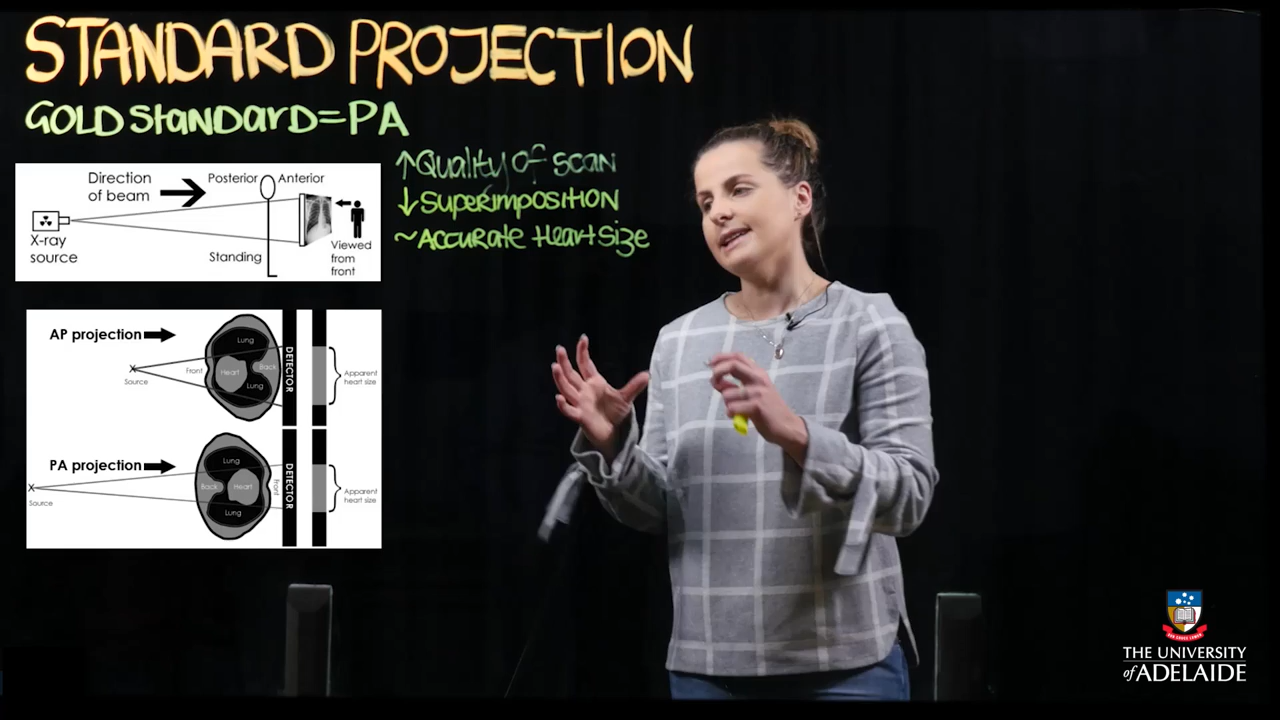 STANDARD PROJECTION
GOLD STANDARD = PA
↑ Quality of scan
↓ Superimposition
~ Accurate Heart Size
Direction
of beam
Posterior
Anterior
X-ray
source
Standing
Viewed
from
front
AP projection
Source
Front
Lung
Heart
Back
Lung
DETECTOR
Apparent
heart size
PA projection
Source
Lung
Back
Heart
Front
Lung
DETECTOR
Apparent
heart size
THE UNIVERSITY
of ADELAIDE